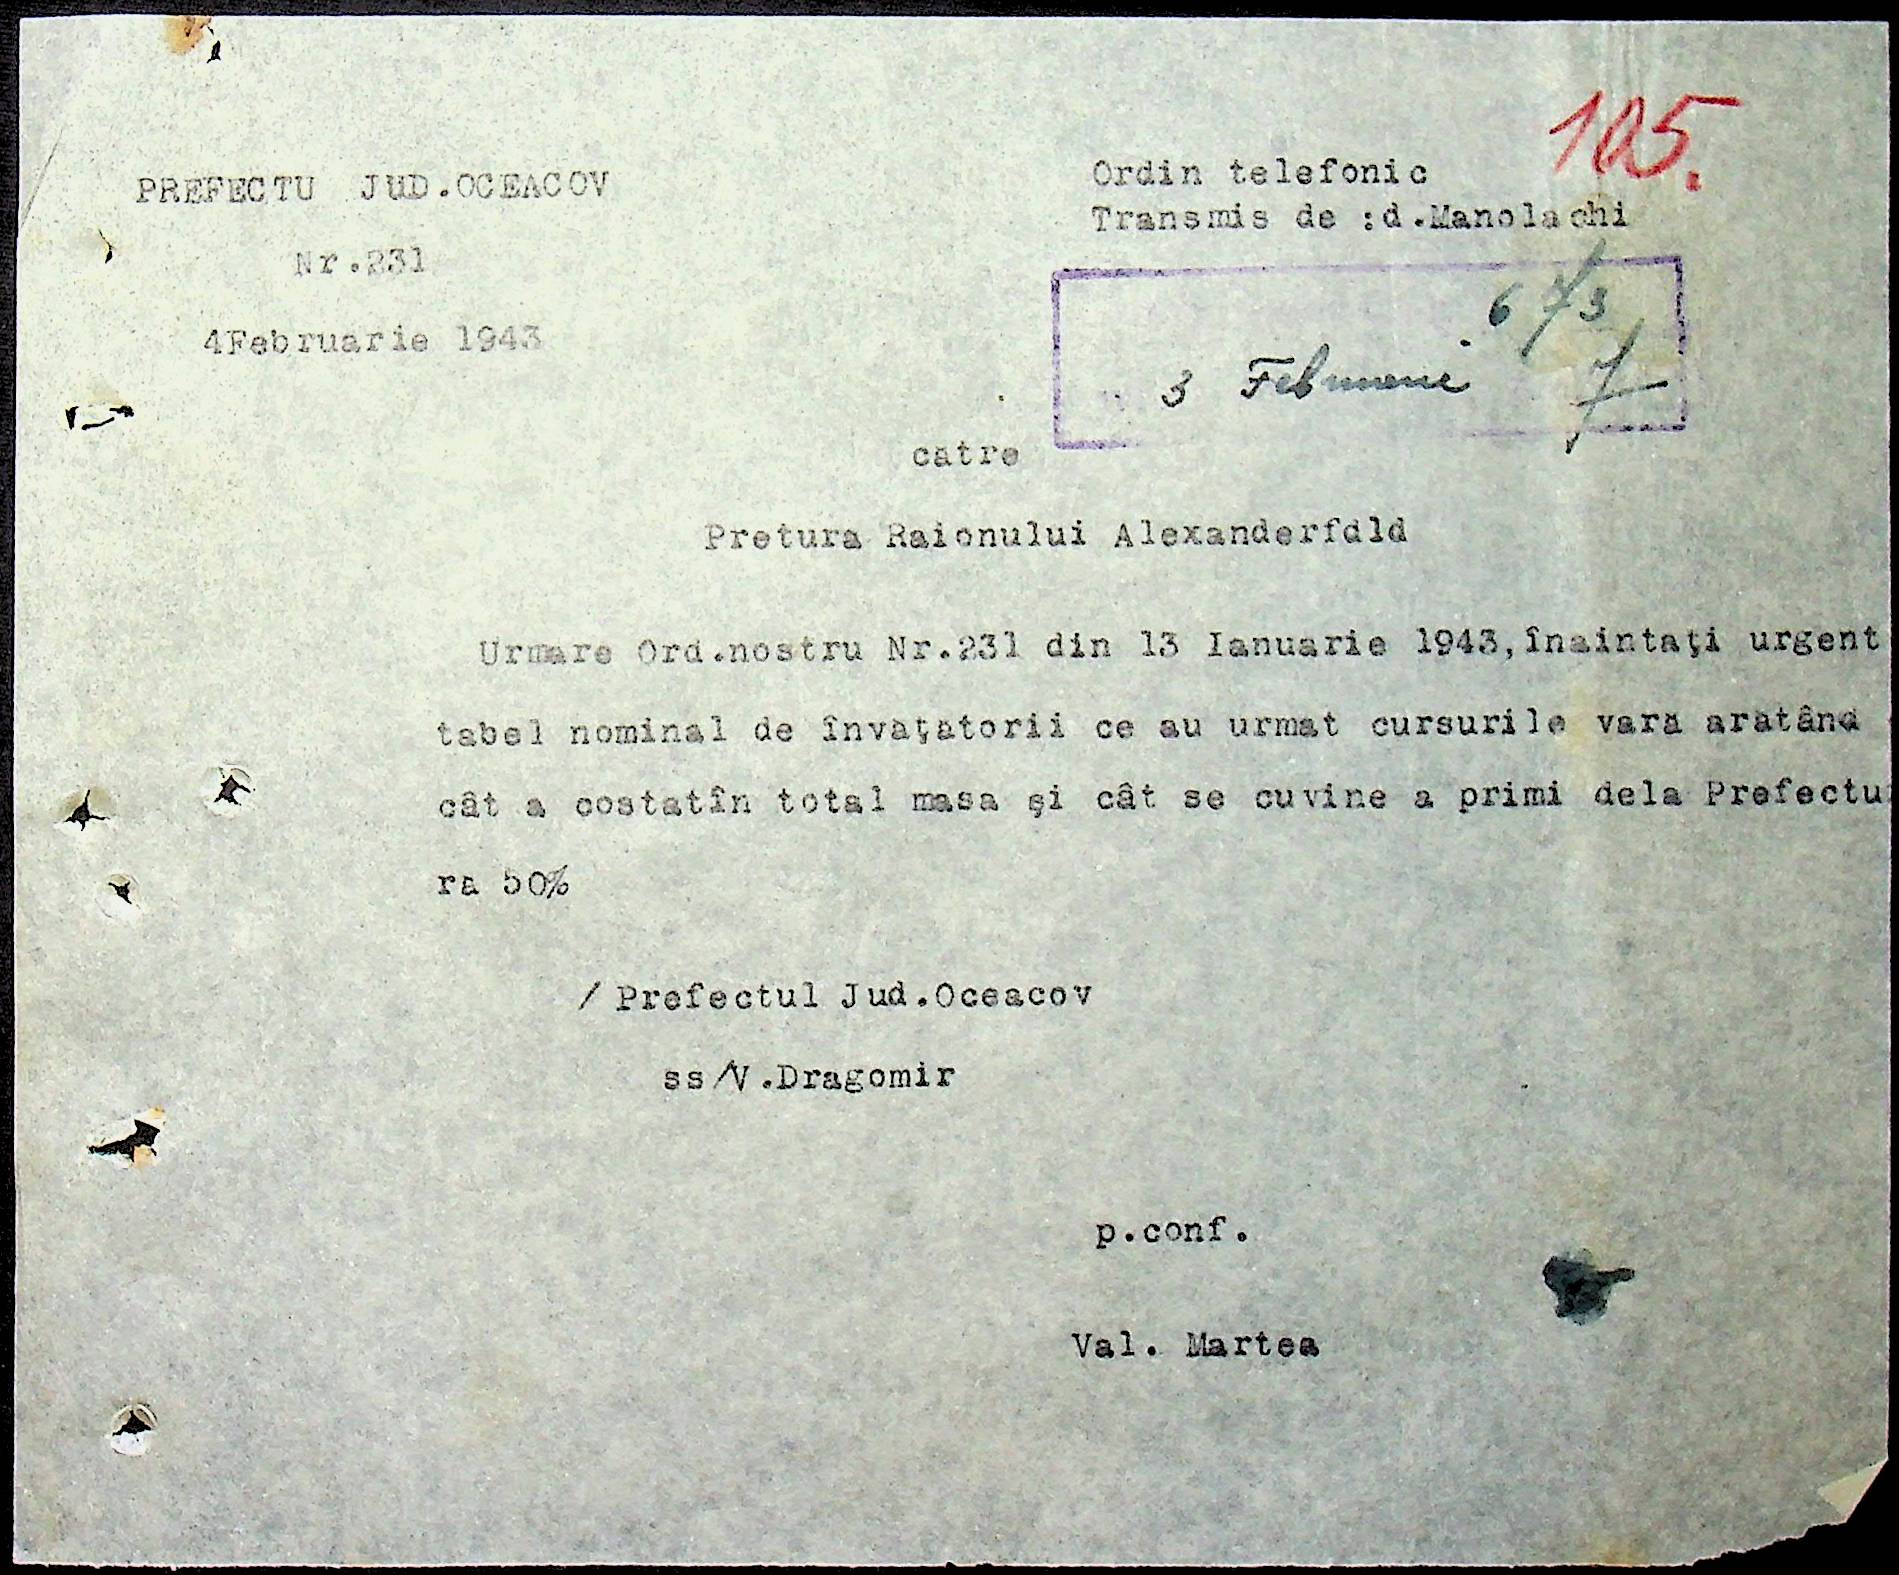 105.
PREFECTU JUD.OCEACOV
Ordin telefonic
Transmis de :d.Manolachi
Nr.231
4Februarie 1943
673
3 Februarie 7
catre
Pretura Raionului Alexanderfdld
Urmare Ord.nostru Nr.231 din 13 Ianuarie 1943,înaintaţi urgent
tabel nominal de învaţatorii ce au urmat cursurile vara aratând
cât a costatîn total masa şi cât se cuvine a primi dela Prefectu
ra 50%
/ Prefectul Jud.Oceacov
ss/V.Dragomir
p.conf.
Val. Martea